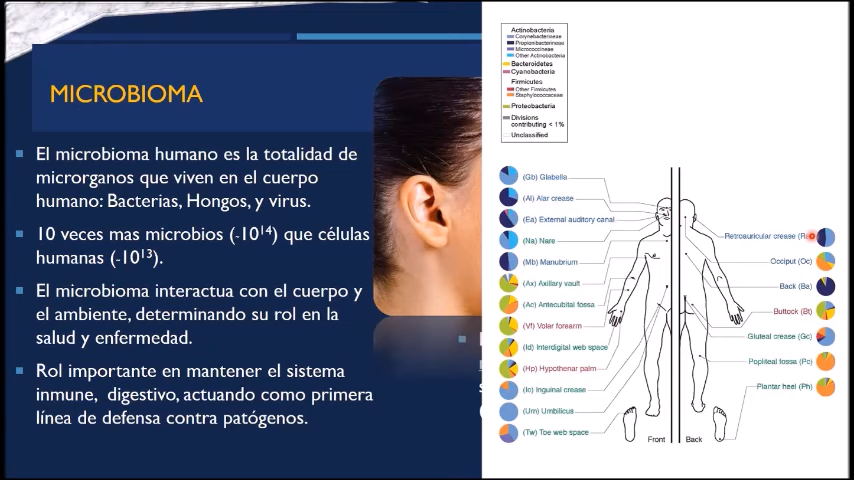 MICROBIOMA
El microbioma humano es la totalidad de
microrganos que viven en el cuerpo
humano: Bacterias, Hongos, y virus.
10 veces mas microbios (-10¹⁴) que células
humanas (-10¹³).
El microbioma interactua con el cuerpo y
el ambiente, determinando su rol en la
salud y enfermedad.
Rol importante en mantener el sistema
inmune, digestivo, actuando como primera
línea de defensa contra patógenos.
Actinobacteria
Corynebacterineae
Propionibacterineae
Micrococcineae
Other Actinobacteria
Bacteroidetes
Cyanobacteria
Firmicutes
Other Firmicutes
Staphylococcaceae
Proteobacteria
Divisions
contributing < 1%
Unclassified
(Gb) Glabella
(Al) Alar crease
(Ea) External auditory canal
(Na) Nare
(Mb) Manubrium
(Ax) Axillary vault
(Ac) Antecubital fossa
(Vf) Volar forearm
(Id) Interdigital web space
(Hp) Hypothenar palm
(Ic) Inguinal crease
(Um) Umbilicus
(Tw) Toe web space
Retroauricular crease
Occiput (Oc)
Back (Ba)
Buttock (Bt)
Gluteal crease (Gc)
Popliteal fossa (Pc)
Plantar heel (Ph)
Front
Back